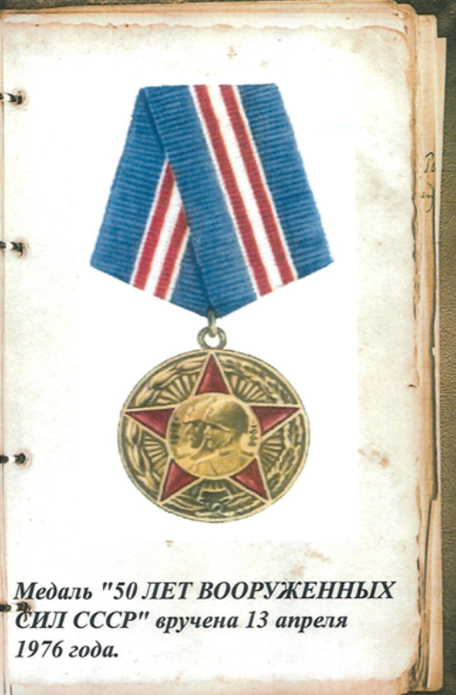 Медаль "50 ЛЕТ ВООРУЖЕННЫХ
СИЛ СССР" вручена 13 апреля
1976 года.